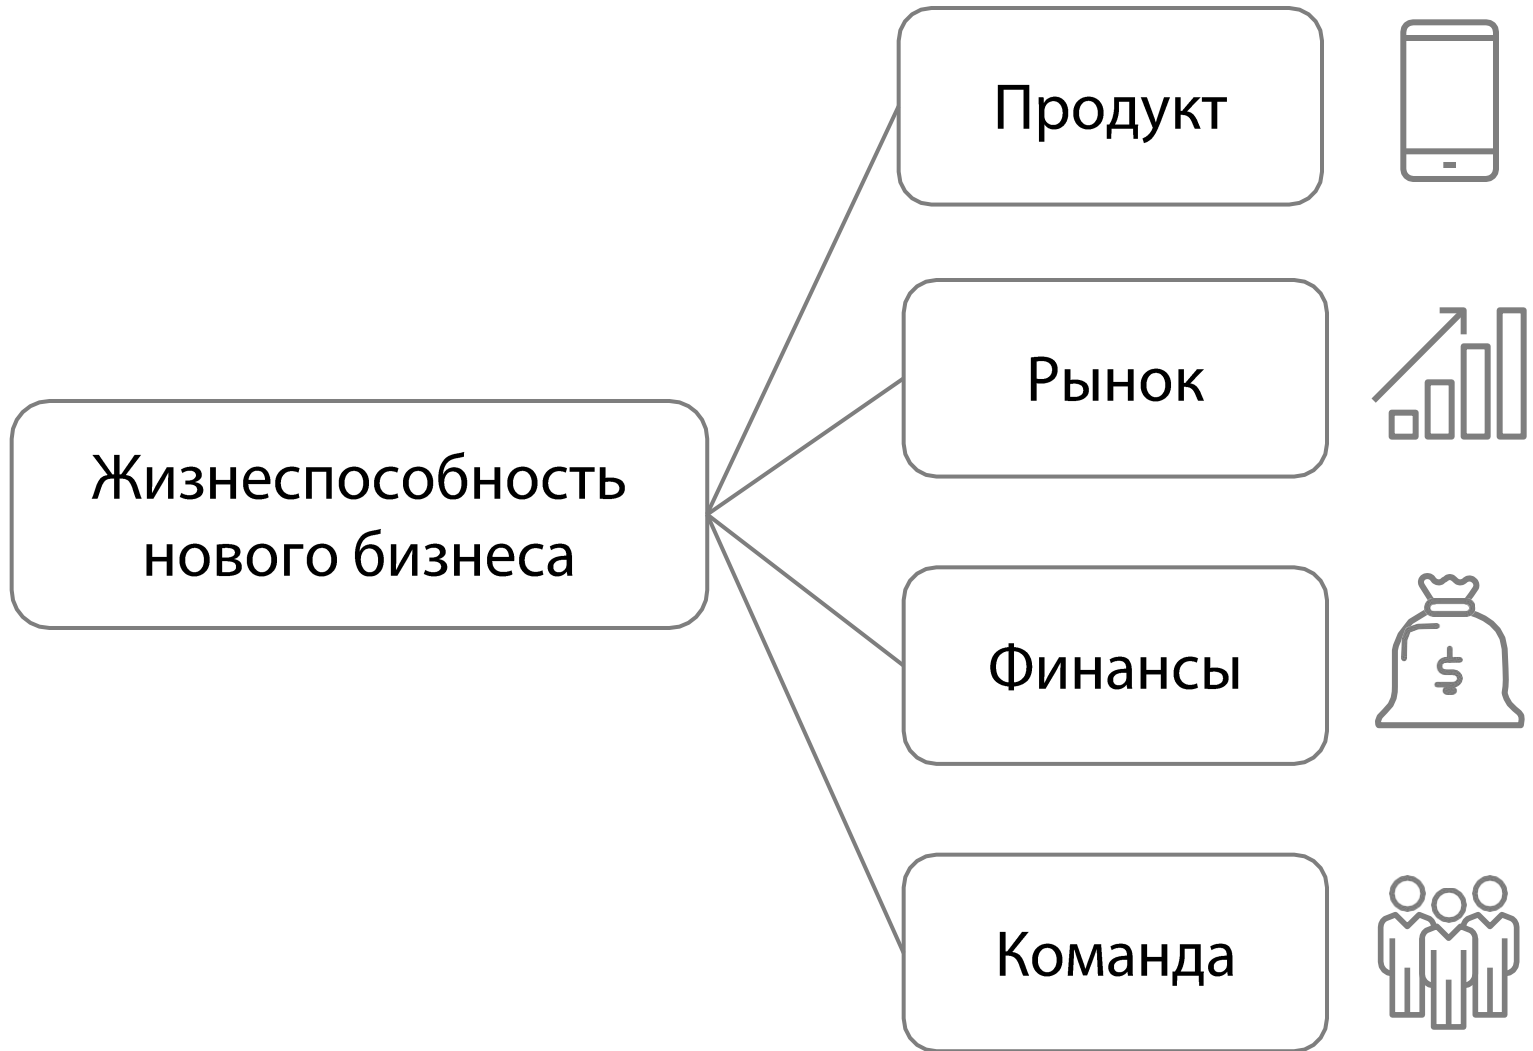 Продукт
Рынок
Жизнеспособность
нового бизнеса
Финансы
$
Команда